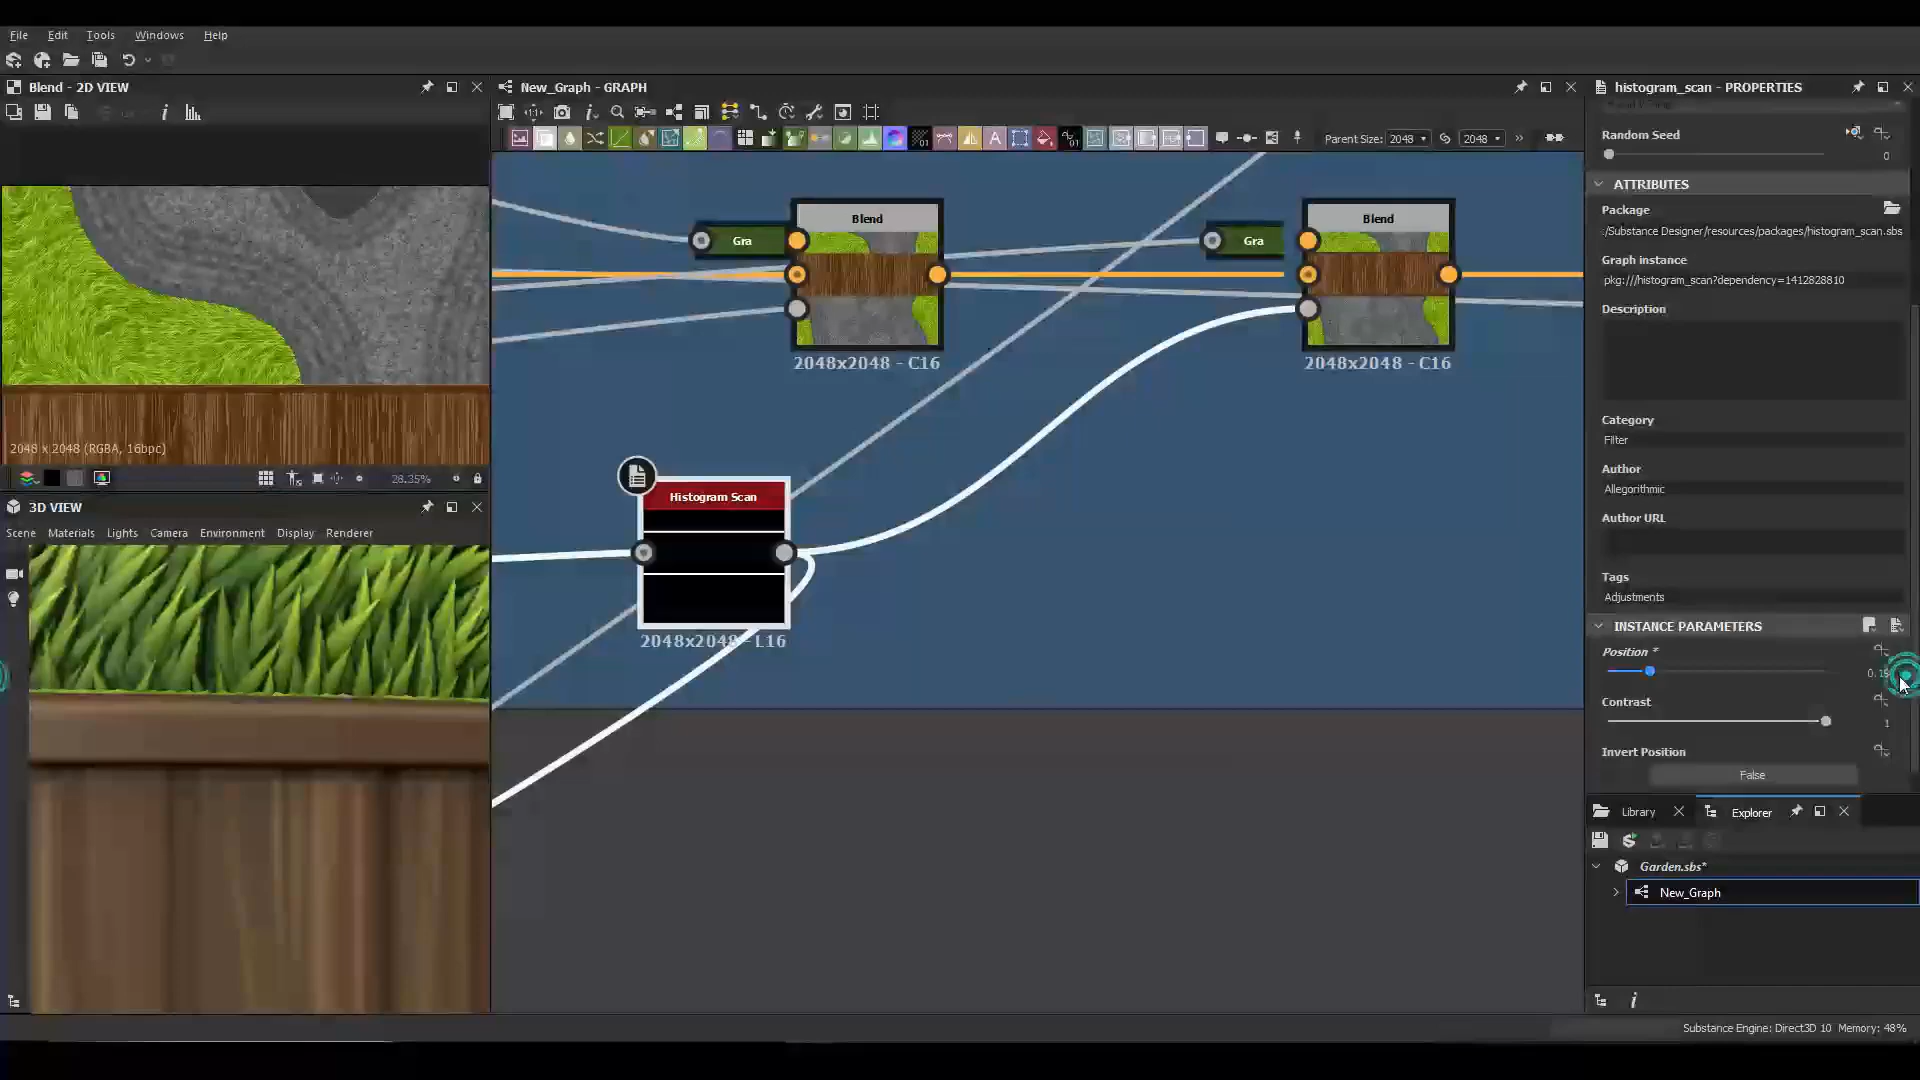 File Edit Tools Windows Help
Blend - 2D VIEW
New_Graph - GRAPH
histogram_scan - PROPERTIES
Parent Size: 2048 2048
Random Seed
0
ATTRIBUTES
Package
./Substance Designer/resources/packages/histogram_scan.sbs
Graph instance
pkg:///histogram_scan?dependency=1412828810
Description
Category
Filter
Author
Allegorithmic
Author URL
Tags
Adjustments
INSTANCE PARAMETERS
Position *
Contrast
1
Invert Position
False
Library
Explorer
Garden.sbs*
New_Graph
Gra
Blend
2048x2048 - C16
Gra
Blend
2048x2048 - C16
Histogram Scan
2048x2048 - L16
2048 x 2048 (RGBA, 16bpc)
28.35%
3D VIEW
Scene Materials Lights Camera Environment Display Renderer
Substance Engine: Direct3D 10 Memory: 48%